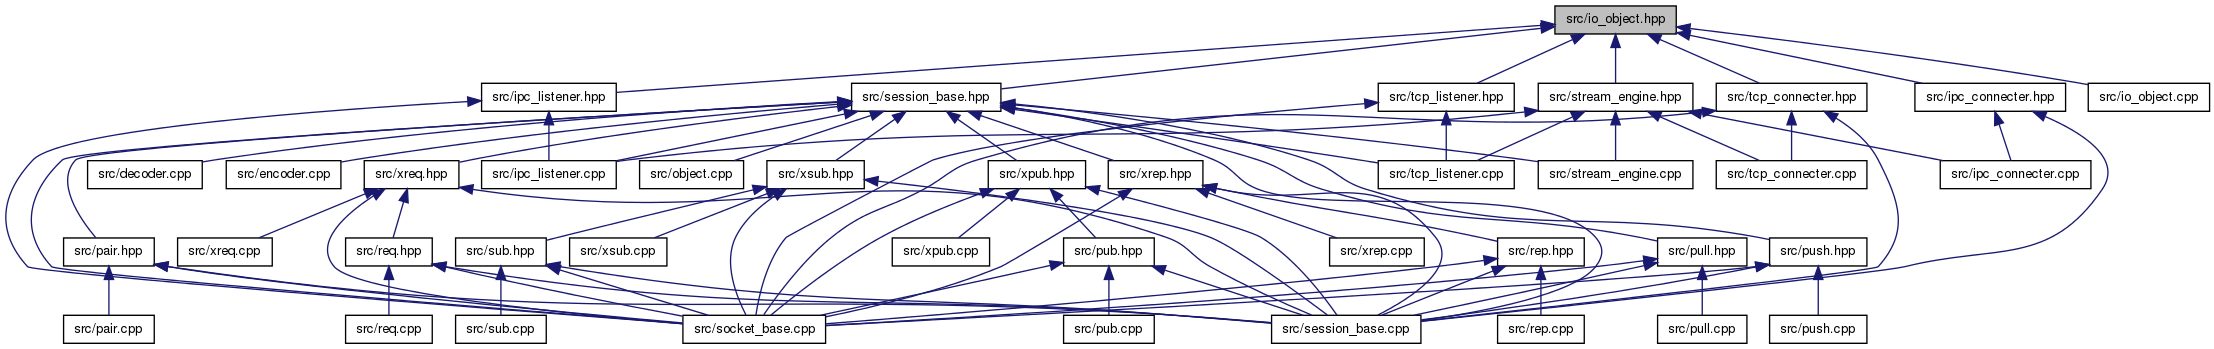 src/io_object.hpp
src/ipc_listener.hpp
src/session_base.hpp
src/tcp_listener.hpp
src/stream_engine.hpp
src/tcp_connecter.hpp
src/ipc_connecter.hpp
src/io_object.cpp
src/decoder.cpp
src/encoder.cpp
src/xreq.hpp
src/ipc_listener.cpp
src/object.cpp
src/xsub.hpp
src/xpub.hpp
src/xrep.hpp
src/tcp_listener.cpp
src/stream_engine.cpp
src/tcp_connecter.cpp
src/ipc_connecter.cpp
src/pair.hpp
src/xreq.cpp
src/req.hpp
src/sub.hpp
src/xsub.cpp
src/xpub.cpp
src/pub.hpp
src/xrep.cpp
src/rep.hpp
src/pull.hpp
src/push.hpp
src/pair.cpp
src/req.cpp
src/sub.cpp
src/socket_base.cpp
src/pub.cpp
src/session_base.cpp
src/rep.cpp
src/pull.cpp
src/push.cpp